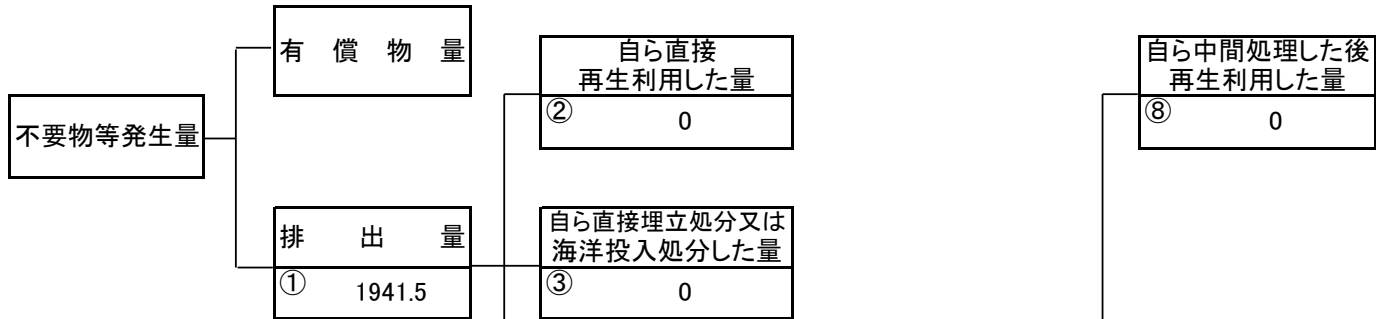 有償物量
自ら直接
再生利用した量
② 0
自ら中間処理した後
再生利用した量
⑧ 0
不要物等発生量
排出量
① 1941.5
自ら直接埋立処分又は
海洋投入処分した量
③ 0